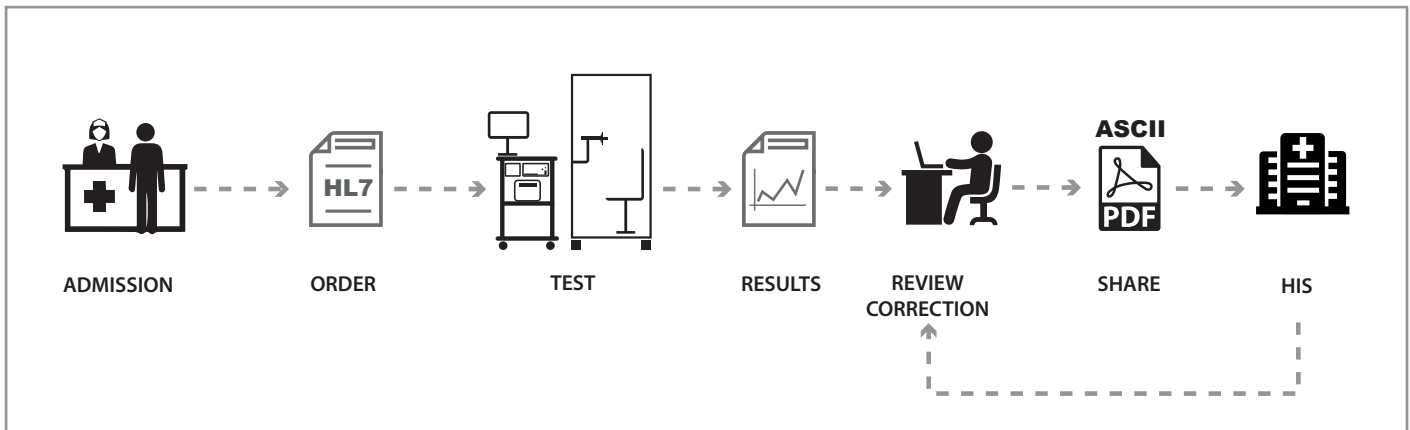 ASCII
HL7
PDF
ADMISSION
ORDER
TEST
RESULTS
REVIEW
CORRECTION
SHARE
HIS